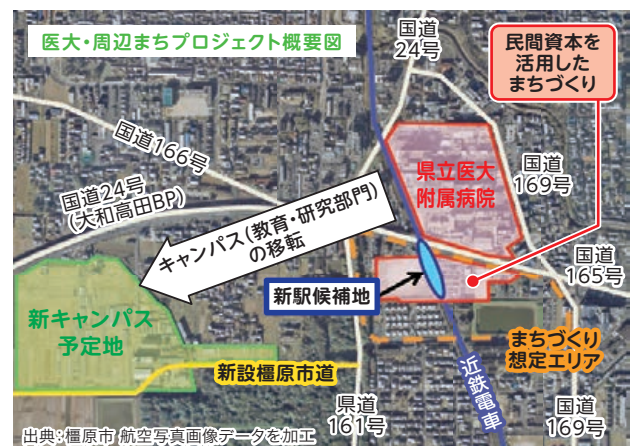 医大・周辺まちプロジェクト概要図
国道
24号
民間資本を
活用した
まちづくり
国道166号
国道24号
(大和高田BP)
県立医大
附属病院
国道
169号
キャンパス(教育・研究部門)
の移転
国道
165号
新駅候補地
新キャンパス
予定地
まちづくり
想定エリア
新設橿原市道
近鉄電車
県道
161号
国道
169号
出典:橿原市 航空写真画像データを加工